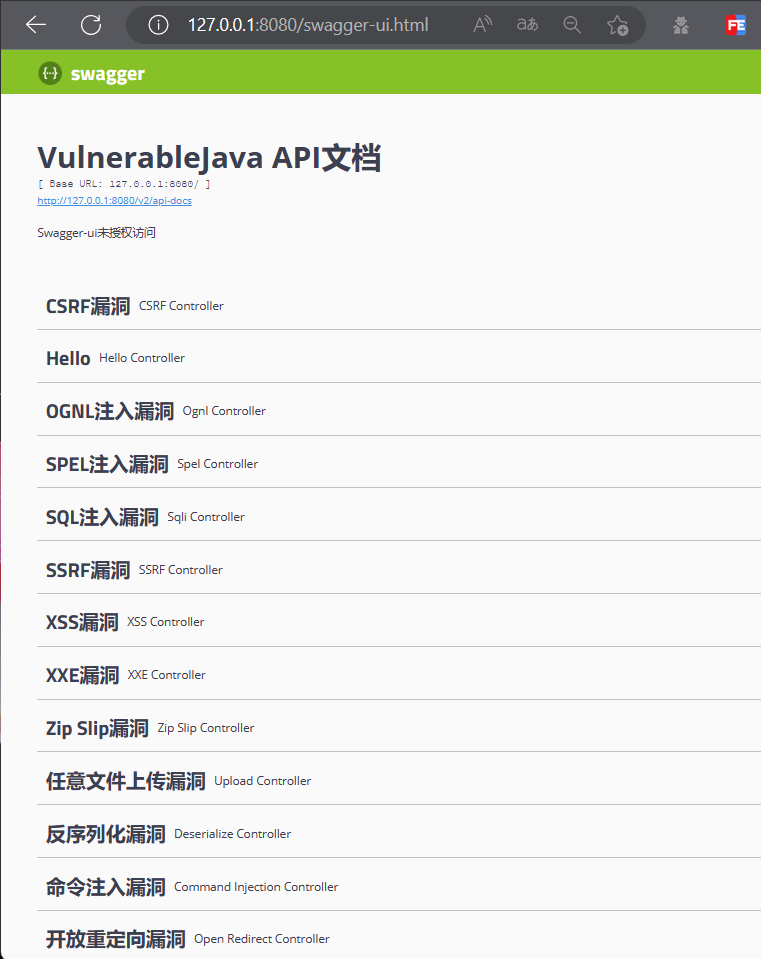 127.0.0.1:8080/swagger-ui.html
A
aあ
FE
{··} swagger
VulnerableJava API文档
[ Base URL: 127.0.0.1:8080/ ]
http://127.0.0.1:8080/v2/api-docs
Swagger-ui未授权访问
CSRF漏洞 CSRF Controller
Hello Hello Controller
OGNL注入漏洞 Ognl Controller
SPEL注入漏洞 Spel Controller
SQL注入漏洞 Sqli Controller
SSRF漏洞 SSRF Controller
XSS漏洞 XSS Controller
XXE漏洞 XXE Controller
Zip Slip漏洞 Zip Slip Controller
任意文件上传漏洞 Upload Controller
反序列化漏洞 Deserialize Controller
命令注入漏洞 Command Injection Controller
开放重定向漏洞 Open Redirect Controller